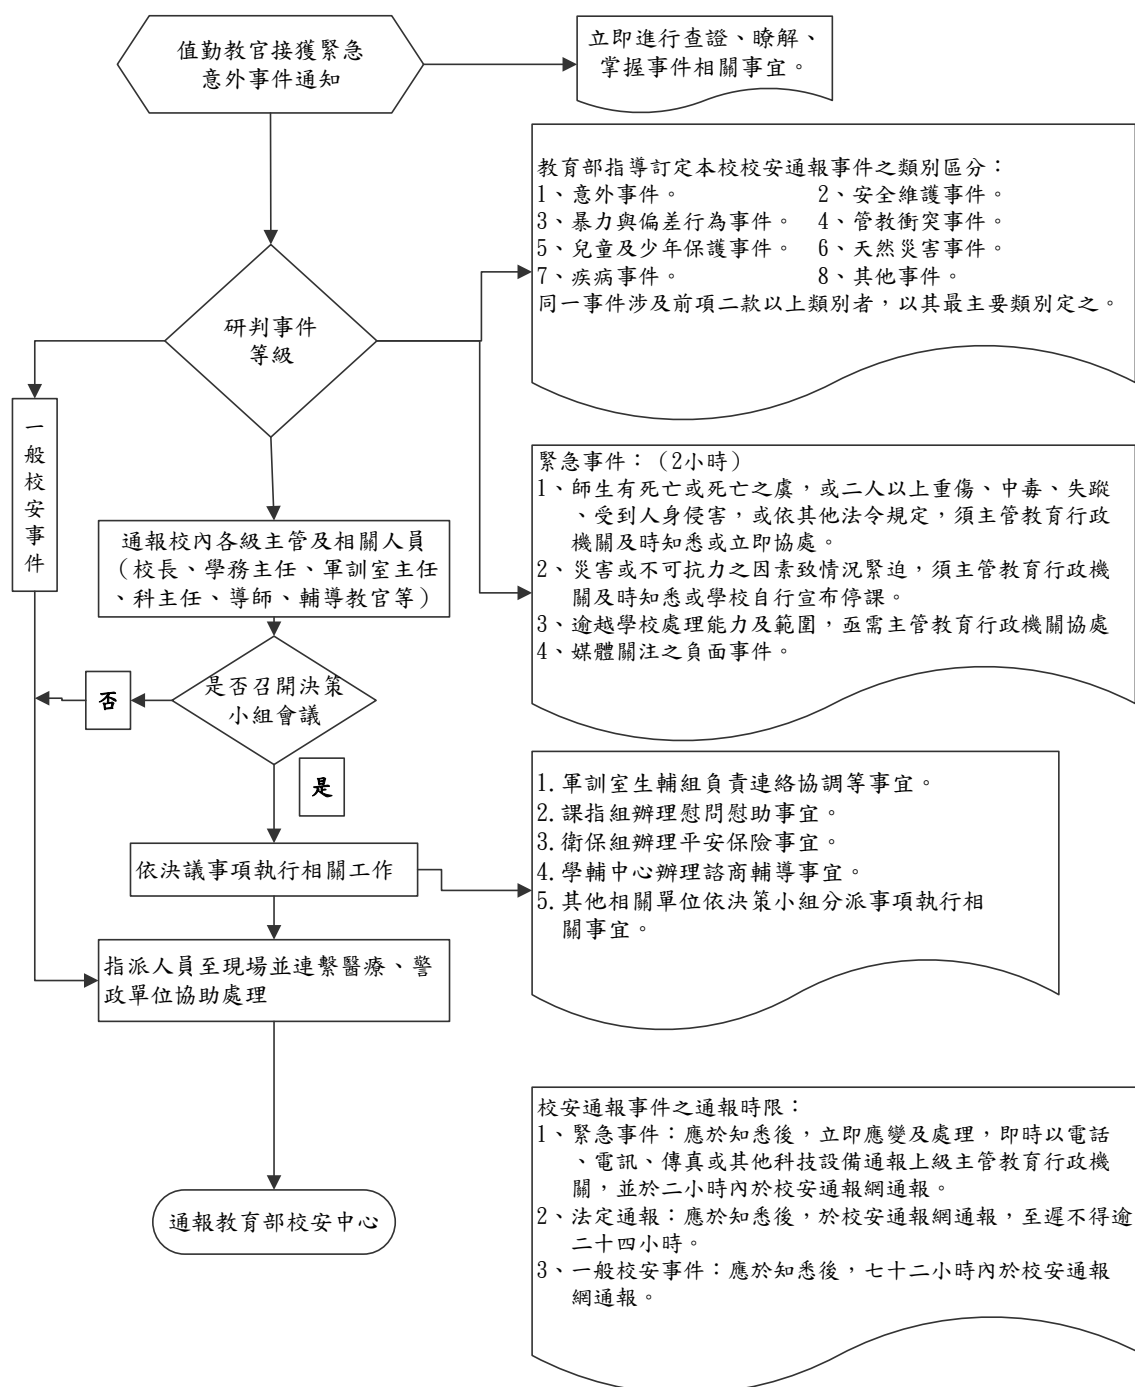 值勤教官接獲緊急
意外事件通知
立即進行查證、瞭解、
掌握事件相關事宜。
教育部指導訂定本校校安通報事件之類別區分：
1、意外事件。 2、安全維護事件。
3、暴力與偏差行為事件。 4、管教衝突事件。
5、兒童及少年保護事件。 6、天然災害事件。
7、疾病事件。 8、其他事件。
同一事件涉及前項二款以上類別者，以其最主要類別定之。
研判事件
等級
一般校安事件
緊急事件：（2小時）
1、師生有死亡或死亡之虞，或二人以上重傷、中毒、失蹤
、受到人身侵害，或依其他法令規定，須主管教育行政
機關及時知悉或立即協處。
2、災害或不可抗力之因素致情況緊迫，須主管教育行政機
關及時知悉或學校自行宣布停課。
3、逾越學校處理能力及範圍，亟需主管教育行政機關協處
4、媒體關注之負面事件。
通報校內各級主管及相關人員
（校長、學務主任、軍訓室主任
、科主任、導師、輔導教官等）
是否召開決策
小組會議
否
是
1.軍訓室生輔組負責連絡協調等事宜。
2.課指組辦理慰問慰助事宜。
3.衛保組辦理平安保險事宜。
4.學輔中心辦理諮商輔導事宜。
5.其他相關單位依決策小組分派事項執行相
關事宜。
依決議事項執行相關工作
指派人員至現場並連繫醫療、警
政單位協助處理
校安通報事件之通報時限：
1、緊急事件：應於知悉後，立即應變及處理，即時以電話
、電訊、傳真或其他科技設備通報上級主管教育行政機
關，並於二小時內於校安通報網通報。
2、法定通報：應於知悉後，於校安通報網通報，至遲不得逾
二十四小時。
3、一般校安事件：應於知悉後，七十二小時內於校安通報
網通報。
通報教育部校安中心